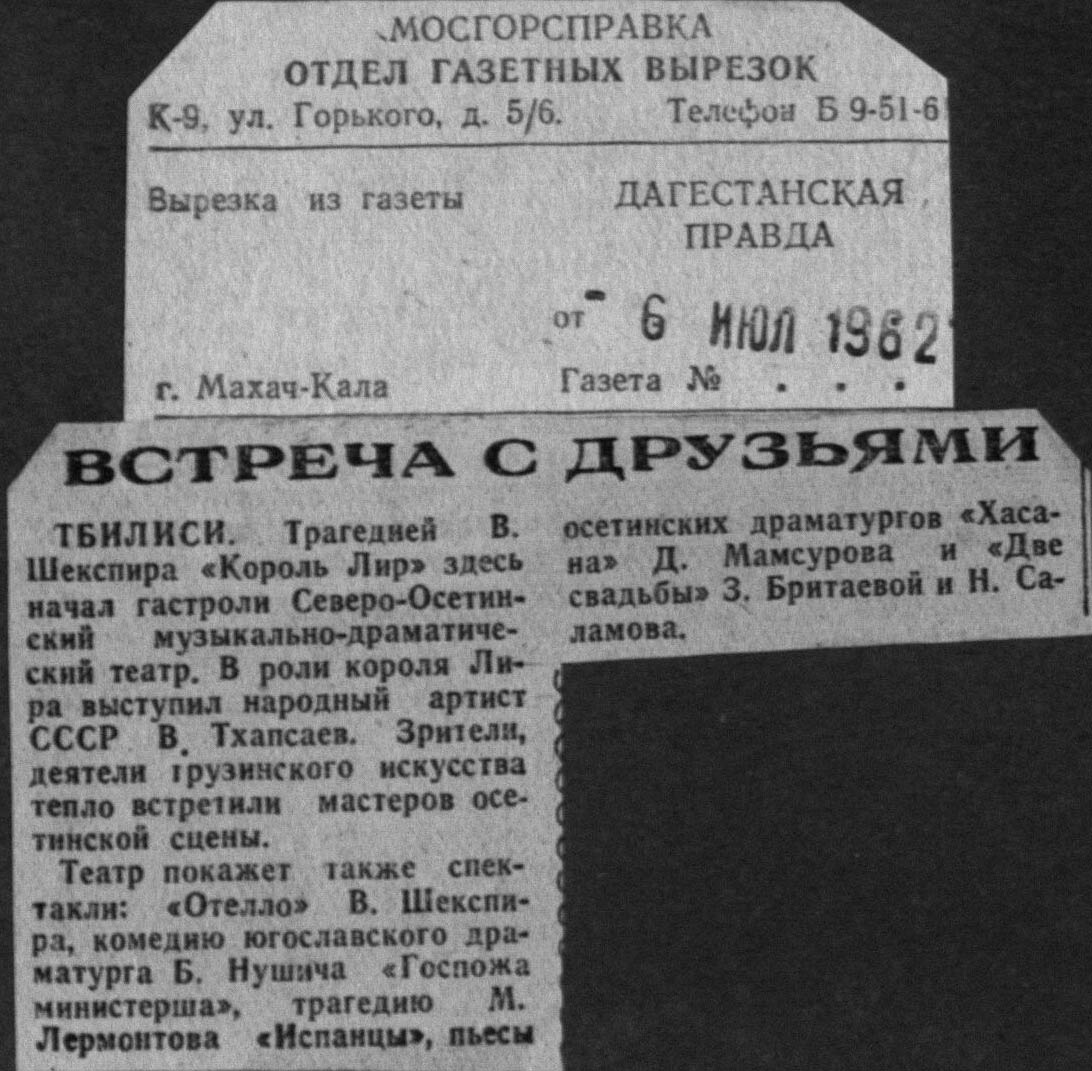 МОСГОРСПРАВКА
ОТДЕЛ ГАЗЕТНЫХ ВЫРЕЗОК
К-9, ул. Горького, д. 5/6. Телефон Б 9-51-6
Вырезка из газеты
ДАГЕСТАНСКАЯ
ПРАВДА
от - 6 ИЮЛ 1962
г. Махач-Кала Газета № . . .
ВСТРЕЧА С ДРУЗЬЯМИ
ТБИЛИСИ. Трагедией В.
Шекспира «Король Лир» здесь
начал гастроли Северо-Осетин-
ский музыкально-драматиче-
ский театр. В роли короля Ли-
ра выступил народный артист
СССР В. Тхапсаев. Зрители,
деятели грузинского искусства
тепло встретили мастеров осе-
тинской сцены.
Театр покажет также спек-
такли: «Отелло» В. Шекспи-
ра, комедию югославского дра-
матурга Б. Нушича «Госпожа
министерша», трагедию М.
Лермонтова «Испанцы», пьесы
осетинских драматургов «Хаса-
на» Д. Мамсурова и «Две
свадьбы» З. Бритаевой и Н. Са-
ламова.